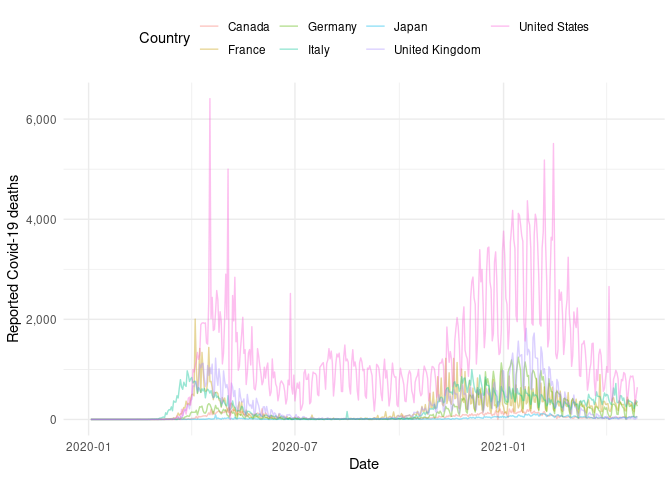 Country
Canada
Germany
Japan
United States
France
Italy
United Kingdom
Reported Covid-19 deaths
6,000
4,000
2,000
0
2020-01
2020-07
2021-01
Date